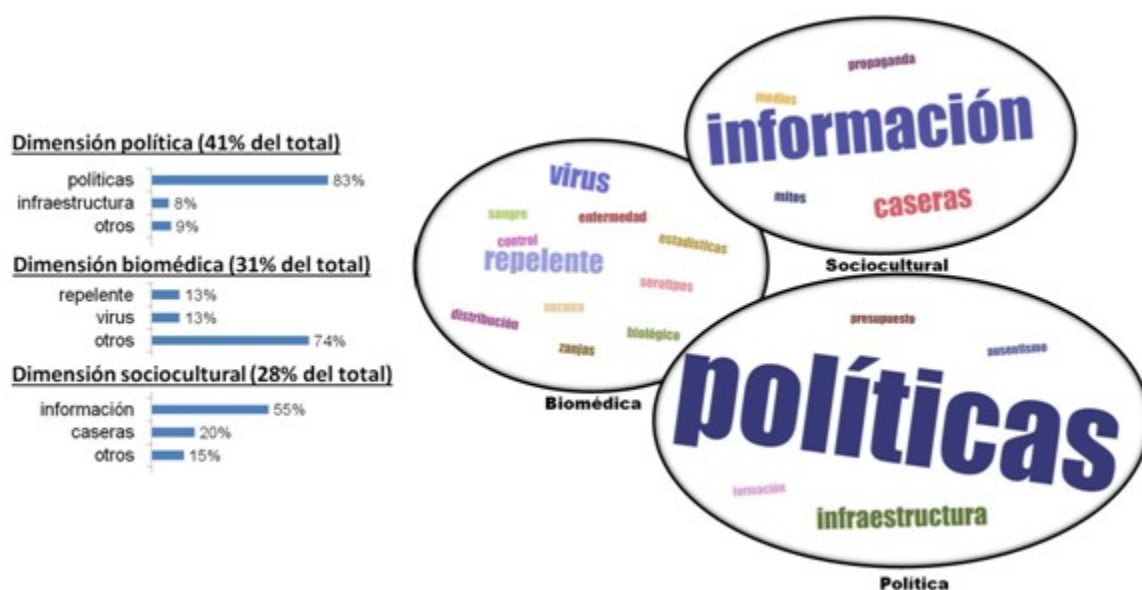 Dimensión política (41% del total)
políticas 83%
infraestructura 8%
otros 9%
Dimensión biomédica (31% del total)
repelente 13%
virus 13%
otros 74%
Dimensión sociocultural (28% del total)
información 55%
caseras 20%
otros 15%
virus
sangre
enfermedad
control
estadísticas
repelente
serotipos
vacuna
distribución
biológico
zanjas
Biomédica
propaganda
medios
información
mitos
caseras
Sociocultural
presupuesto
ausentismo
políticas
formación
infraestructura
Política